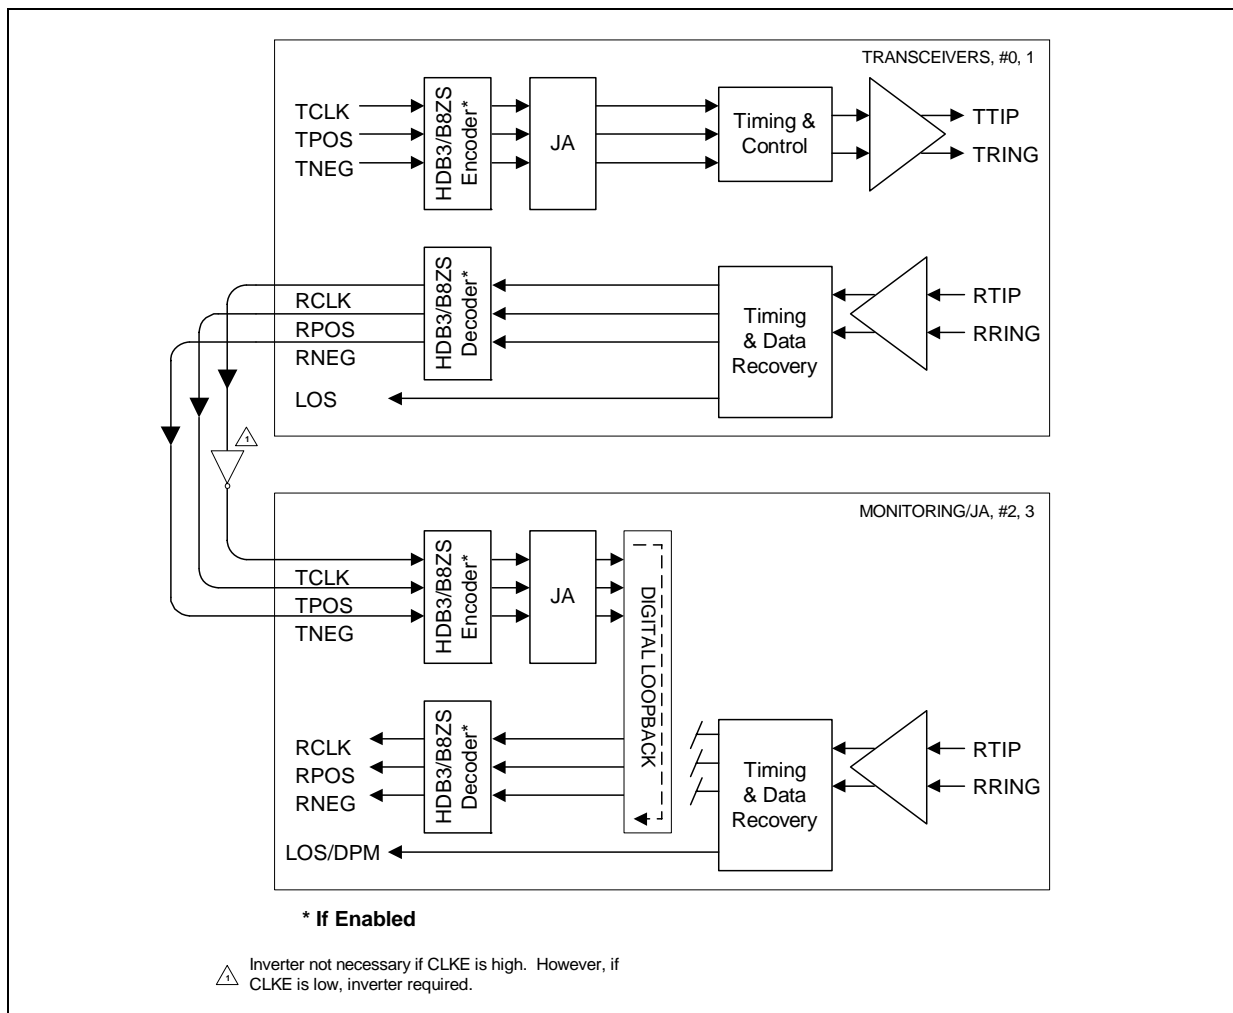 TRANSCEIVERS, #0, 1
TCLK
TPOS
TNEG
HDB3/B8ZS
Encoder*
JA
Timing &
Control
TTIP
TRING
HDB3/B8ZS
Decoder*
RCLK
RPOS
RNEG
LOS
Timing
& Data
Recovery
RTIP
RRING
1
MONITORING/JA, #2, 3
TCLK
TPOS
TNEG
HDB3/B8ZS
Encoder*
JA
DIGITAL LOOPBACK
RCLK
RPOS
RNEG
HDB3/B8ZS
Decoder*
LOS/DPM
Timing
& Data
Recovery
RTIP
RRING
* If Enabled
1
Inverter not necessary if CLKE is high. However, if
CLKE is low, inverter required.